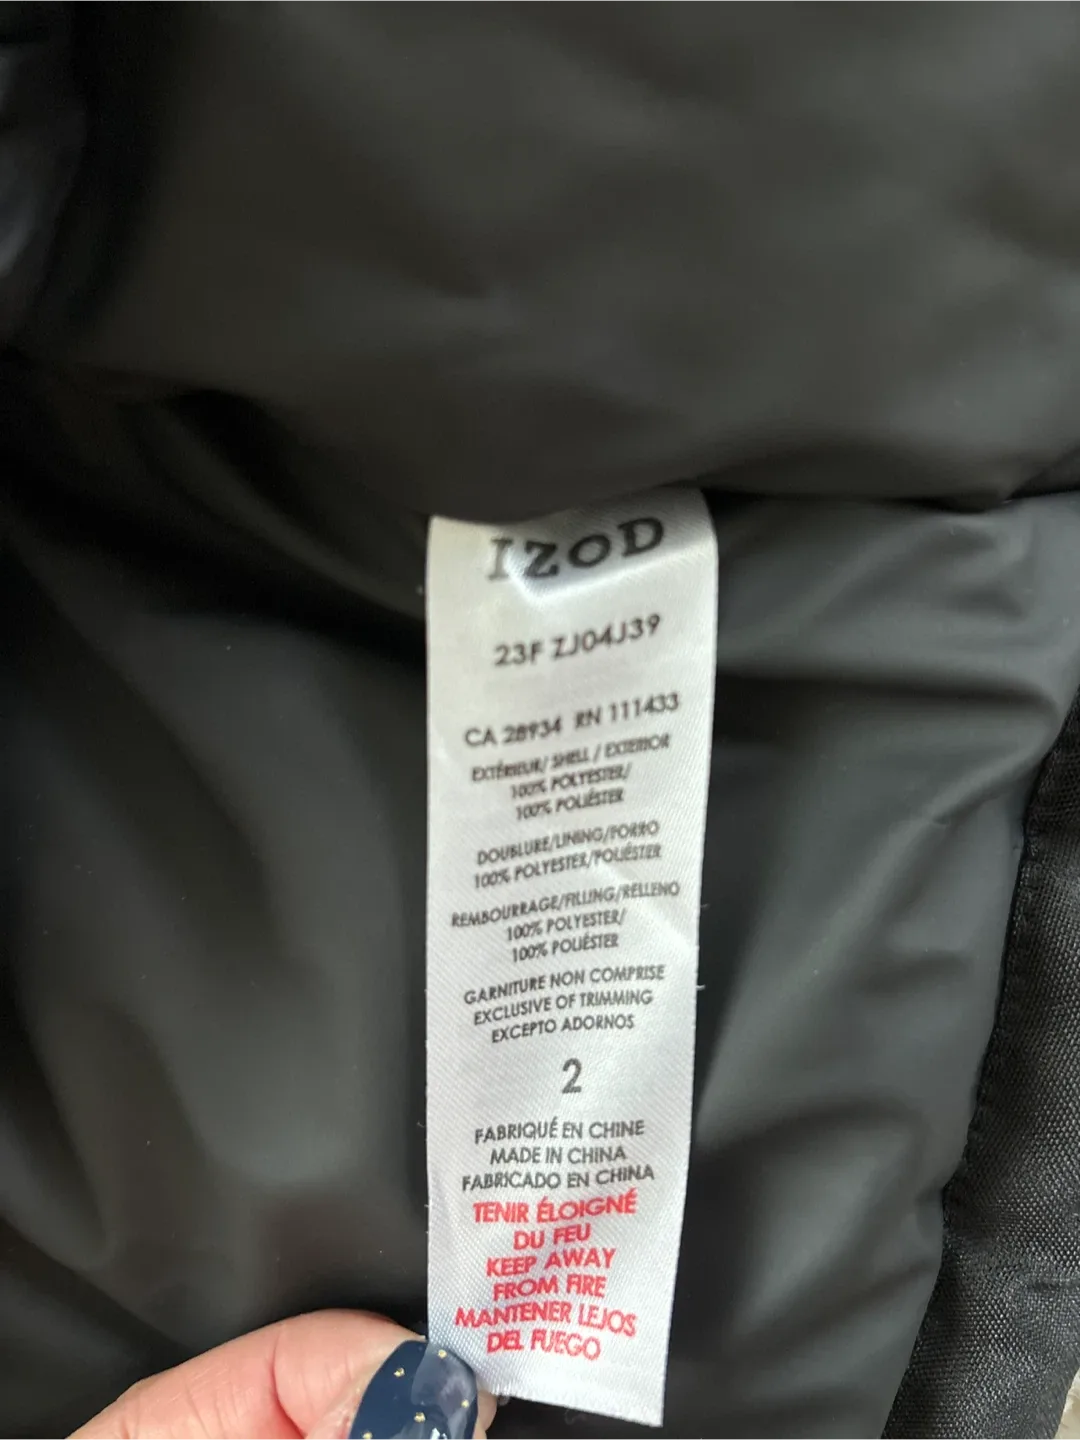 IZOD
23F ZJ04J39
CA 28934 RN 111433
EXTÉRIEUR/ SHELL / EXTERIOR
100% POLYESTER/
100% POLIÉSTER
DOUBLURE/LINING/FORRO
100% POLYESTER/POLIÉSTER
REMBOURRAGE/FILLING/RELLENO
100% POLYESTER/
100% POLIÉSTER
GARNITURE NON COMPRISE
EXCLUSIVE OF TRIMMING
EXCEPTO ADORNOS
2
FABRIQUÉ EN CHINE
MADE IN CHINA
FABRICADO EN CHINA
TENIR ÉLOIGNÉ
DU FEU
KEEP AWAY
FROM FIRE
MANTENER LEJOS
DEL FUEGO